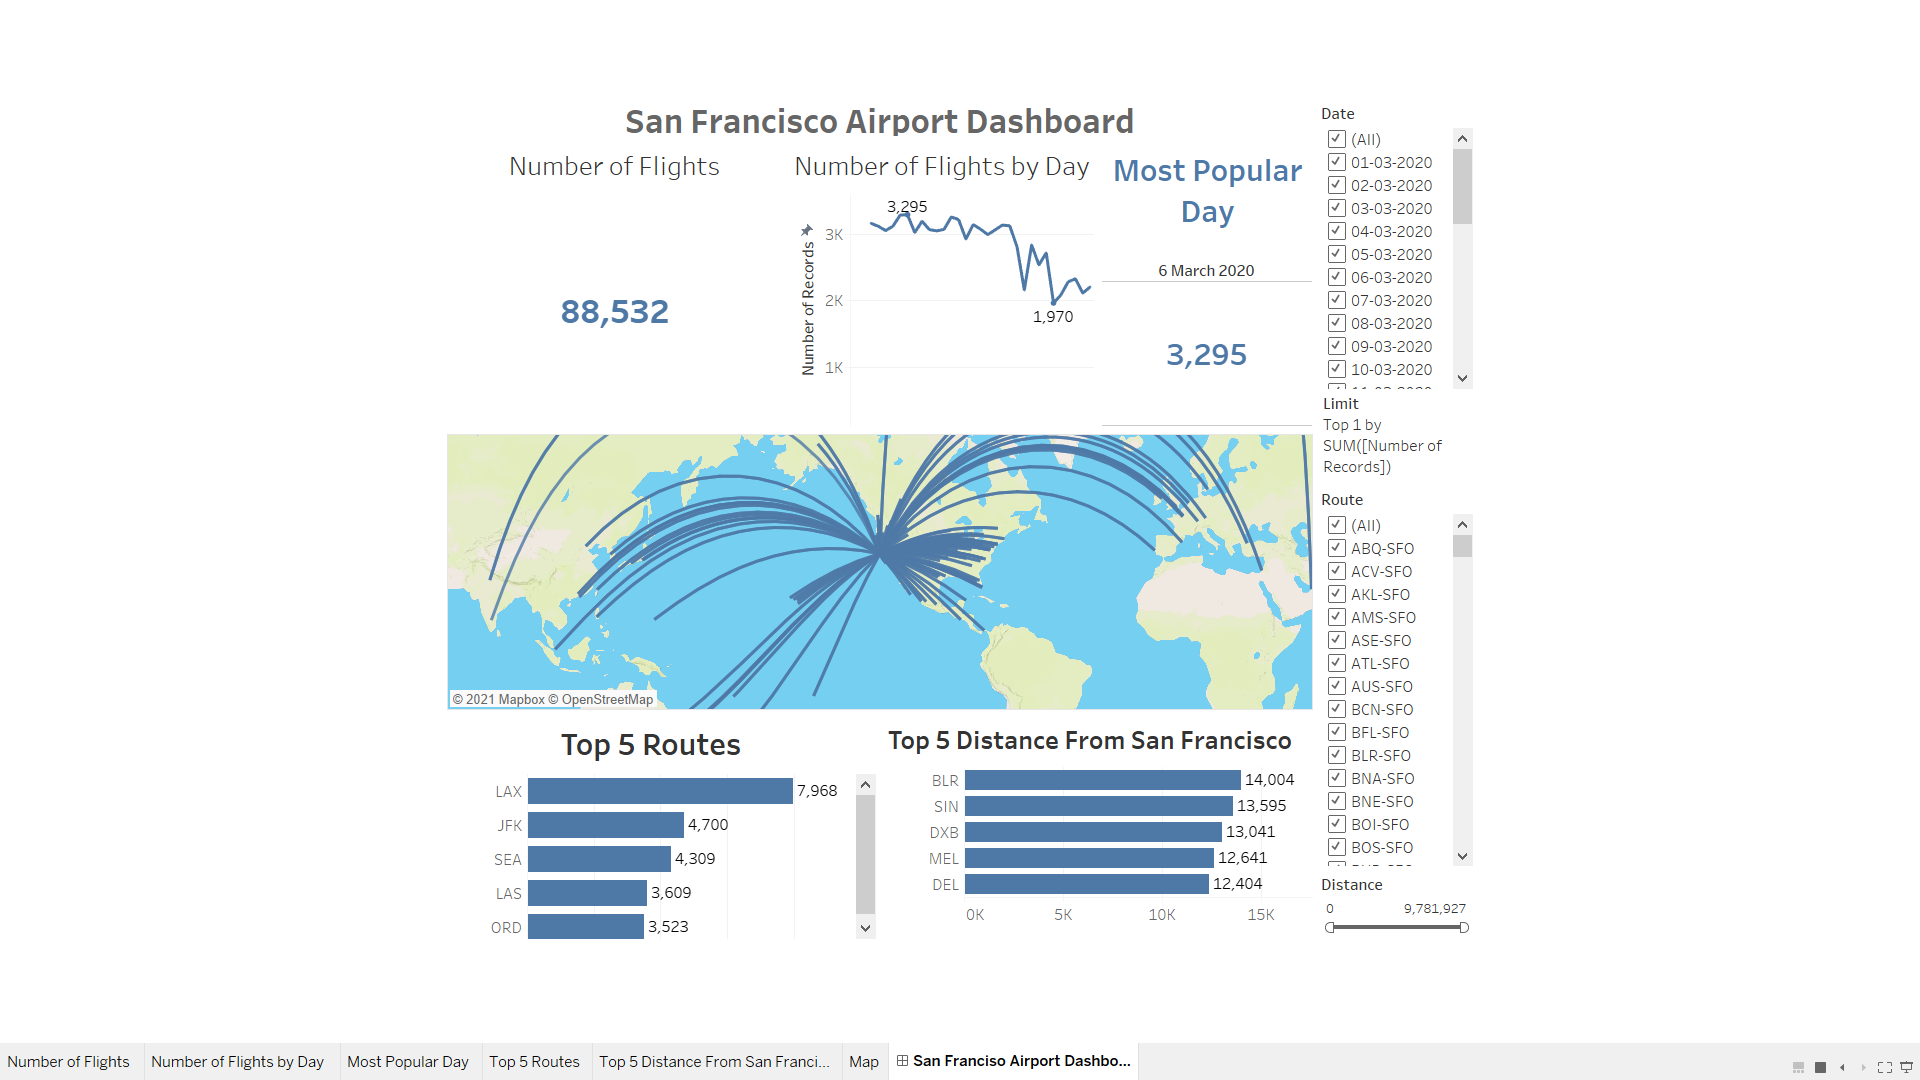 San Francisco Airport Dashboard
Number of Flights
88,532
Number of Flights by Day
Number of Records
3K
2K
1K
3,295
1,970
Most Popular
Day
6 March 2020
3,295
© 2021 Mapbox © OpenStreetMap
Top 5 Routes
LAX 7,968
JFK 4,700
SEA 4,309
LAS 3,609
ORD 3,523
Top 5 Distance From San Francisco
BLR 14,004
SIN 13,595
DXB 13,041
MEL 12,641
DEL 12,404
0K 5K 10K 15K
Date
(All)
01-03-2020
02-03-2020
03-03-2020
04-03-2020
05-03-2020
06-03-2020
07-03-2020
08-03-2020
09-03-2020
10-03-2020
Limit
Top 1 by
SUM([Number of
Records])
Route
(All)
ABQ-SFO
ACV-SFO
AKL-SFO
AMS-SFO
ASE-SFO
ATL-SFO
AUS-SFO
BCN-SFO
BFL-SFO
BLR-SFO
BNA-SFO
BNE-SFO
BOI-SFO
BOS-SFO
Distance
0 9,781,927
Number of Flights Number of Flights by Day Most Popular Day Top 5 Routes Top 5 Distance From San Franci... Map San Franciso Airport Dashbo...